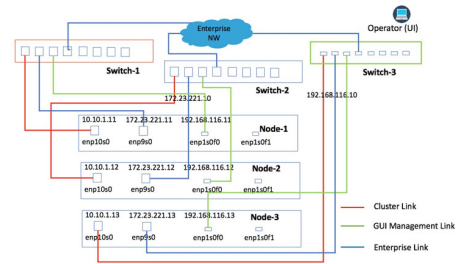 Enterprise
NW
Operator (UI)
Switch-1
Switch-2
Switch-3
172.23.221.10
192.168.116.10
10.10.1.11 172.23.221.11 192.168.116.11
Node-1
enp10s0 enp9s0 enp1s0f0 enp1s0f1
10.10.1.12 172.23.221.12 192.168.116.12
Node-2
enp10s0 enp9s0 enp1s0f0 enp1s0f1
10.10.1.13 172.23.221.13 192.168.116.13
Node-3
enp10s0 enp9s0 enp1s0f0 enp1s0f1
Cluster Link
GUI Management Link
Enterprise Link